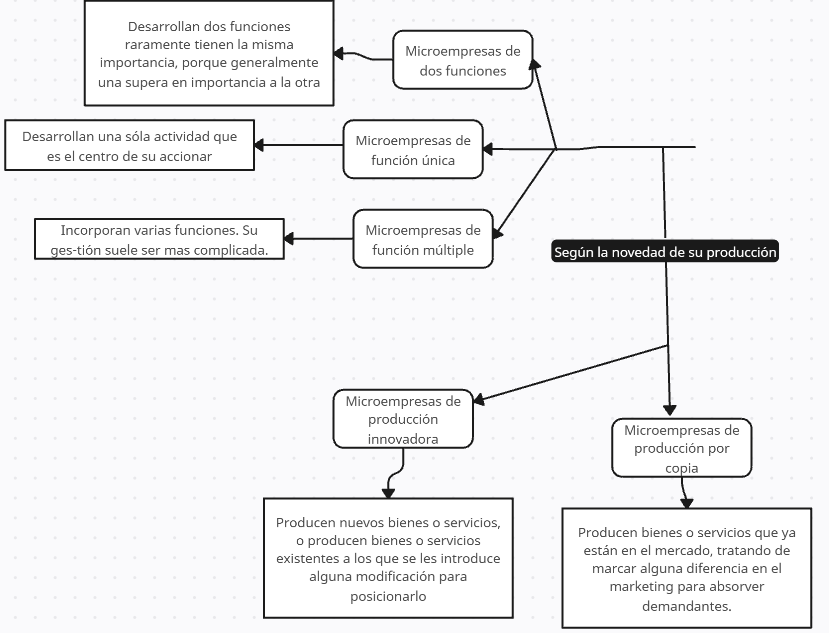 Desarrollan dos funciones
raramente tienen la misma
importancia, porque generalmente
una supera en importancia a la otra
Microempresas de
dos funciones
Desarrollan una sóla actividad que
es el centro de su accionar
Microempresas de
función única
Incorporan varias funciones. Su
ges-tión suele ser mas complicada.
Microempresas de
función múltiple
Según la novedad de su producción
Microempresas de
producción
innovadora
Microempresas de
producción por
copia
Producen nuevos bienes o servicios,
o producen bienes o servicios
existentes a los que se les introduce
alguna modificación para
posicionarlo
Producen bienes o servicios que ya
están en el mercado, tratando de
marcar alguna diferencia en el
marketing para absorver
demandantes.